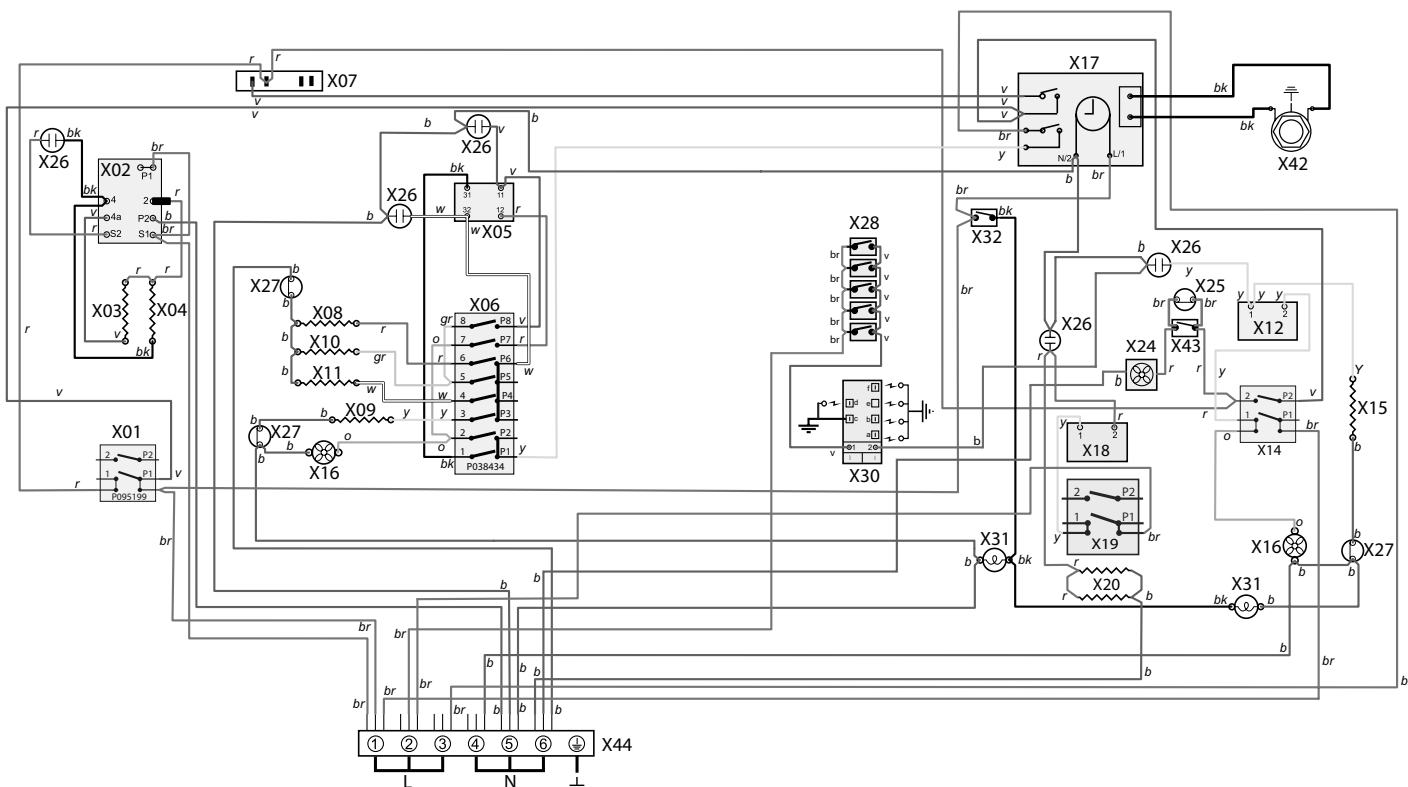 r
r
X07
v
v
X17
v
v
v
br
y
N/2
L/1
b
br
bk
bk
X42
r
bk
X26
X02
br
P1
bk
4
2
r
v
4a
P2
b
r
S2
S1
br
r
r
X03
X04
v
bk
r
v
b
b
v
X26
bk
v
31
11
X26
b
w
32
12
r
w
X05
X27
b
b
X08
r
b
X10
gr
b
X11
w
X09
b
y
X27
b
b
X16
o
X06
gr
8
P8
v
o
7
P7
r
r
6
P6
w
5
P5
w
4
P4
y
3
P3
2
P2
o
1
P1
y
bk
P038434
X01
2
P2
1
P1
v
r
P095199
br
X28
br
v
br
v
br
v
br
v
br
f
d
e
c
b
a
v
1
2
b
X30
br
bk
X32
br
b
X26
y
X26
r
X25
br
br
X43
X24
b
r
r
y
y
y
1
2
X12
y
Y
X15
b
r
o
2
P2
v
1
P1
br
X14
y
r
1
2
X18
2
P2
1
P1
y
X19
br
X31
b
bk
r
r
X20
b
o
X16
b
b
X27
b
X31
bk
b
b
b
br
b
br
br
br
b
b
b
b
br
br
br
b
b
b
1
2
3
4
5
6
X44
L
N